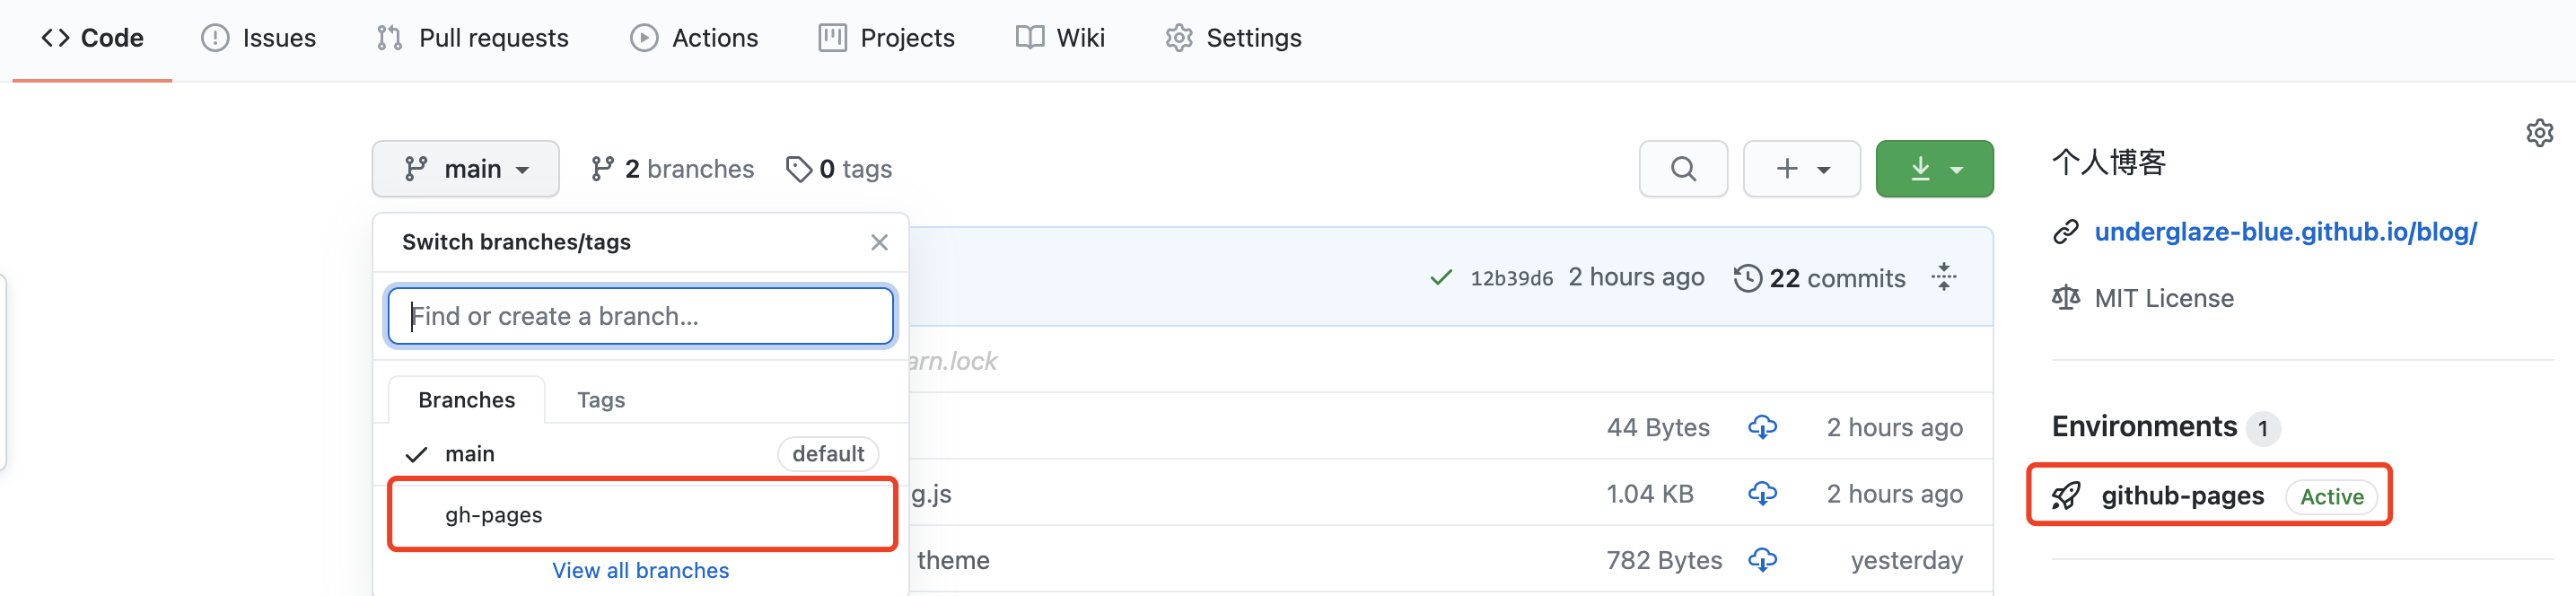 Code Issues Pull requests Actions Projects Wiki Settings
main 2 branches 0 tags
Switch branches/tags
Find or create a branch...
Branches Tags
main default
gh-pages
View all branches
12b39d6 2 hours ago 22 commits
arn.lock
44 Bytes 2 hours ago
g.js 1.04 KB 2 hours ago
theme 782 Bytes yesterday
个人博客
underglaze-blue.github.io/blog/
MIT License
Environments 1
github-pages Active